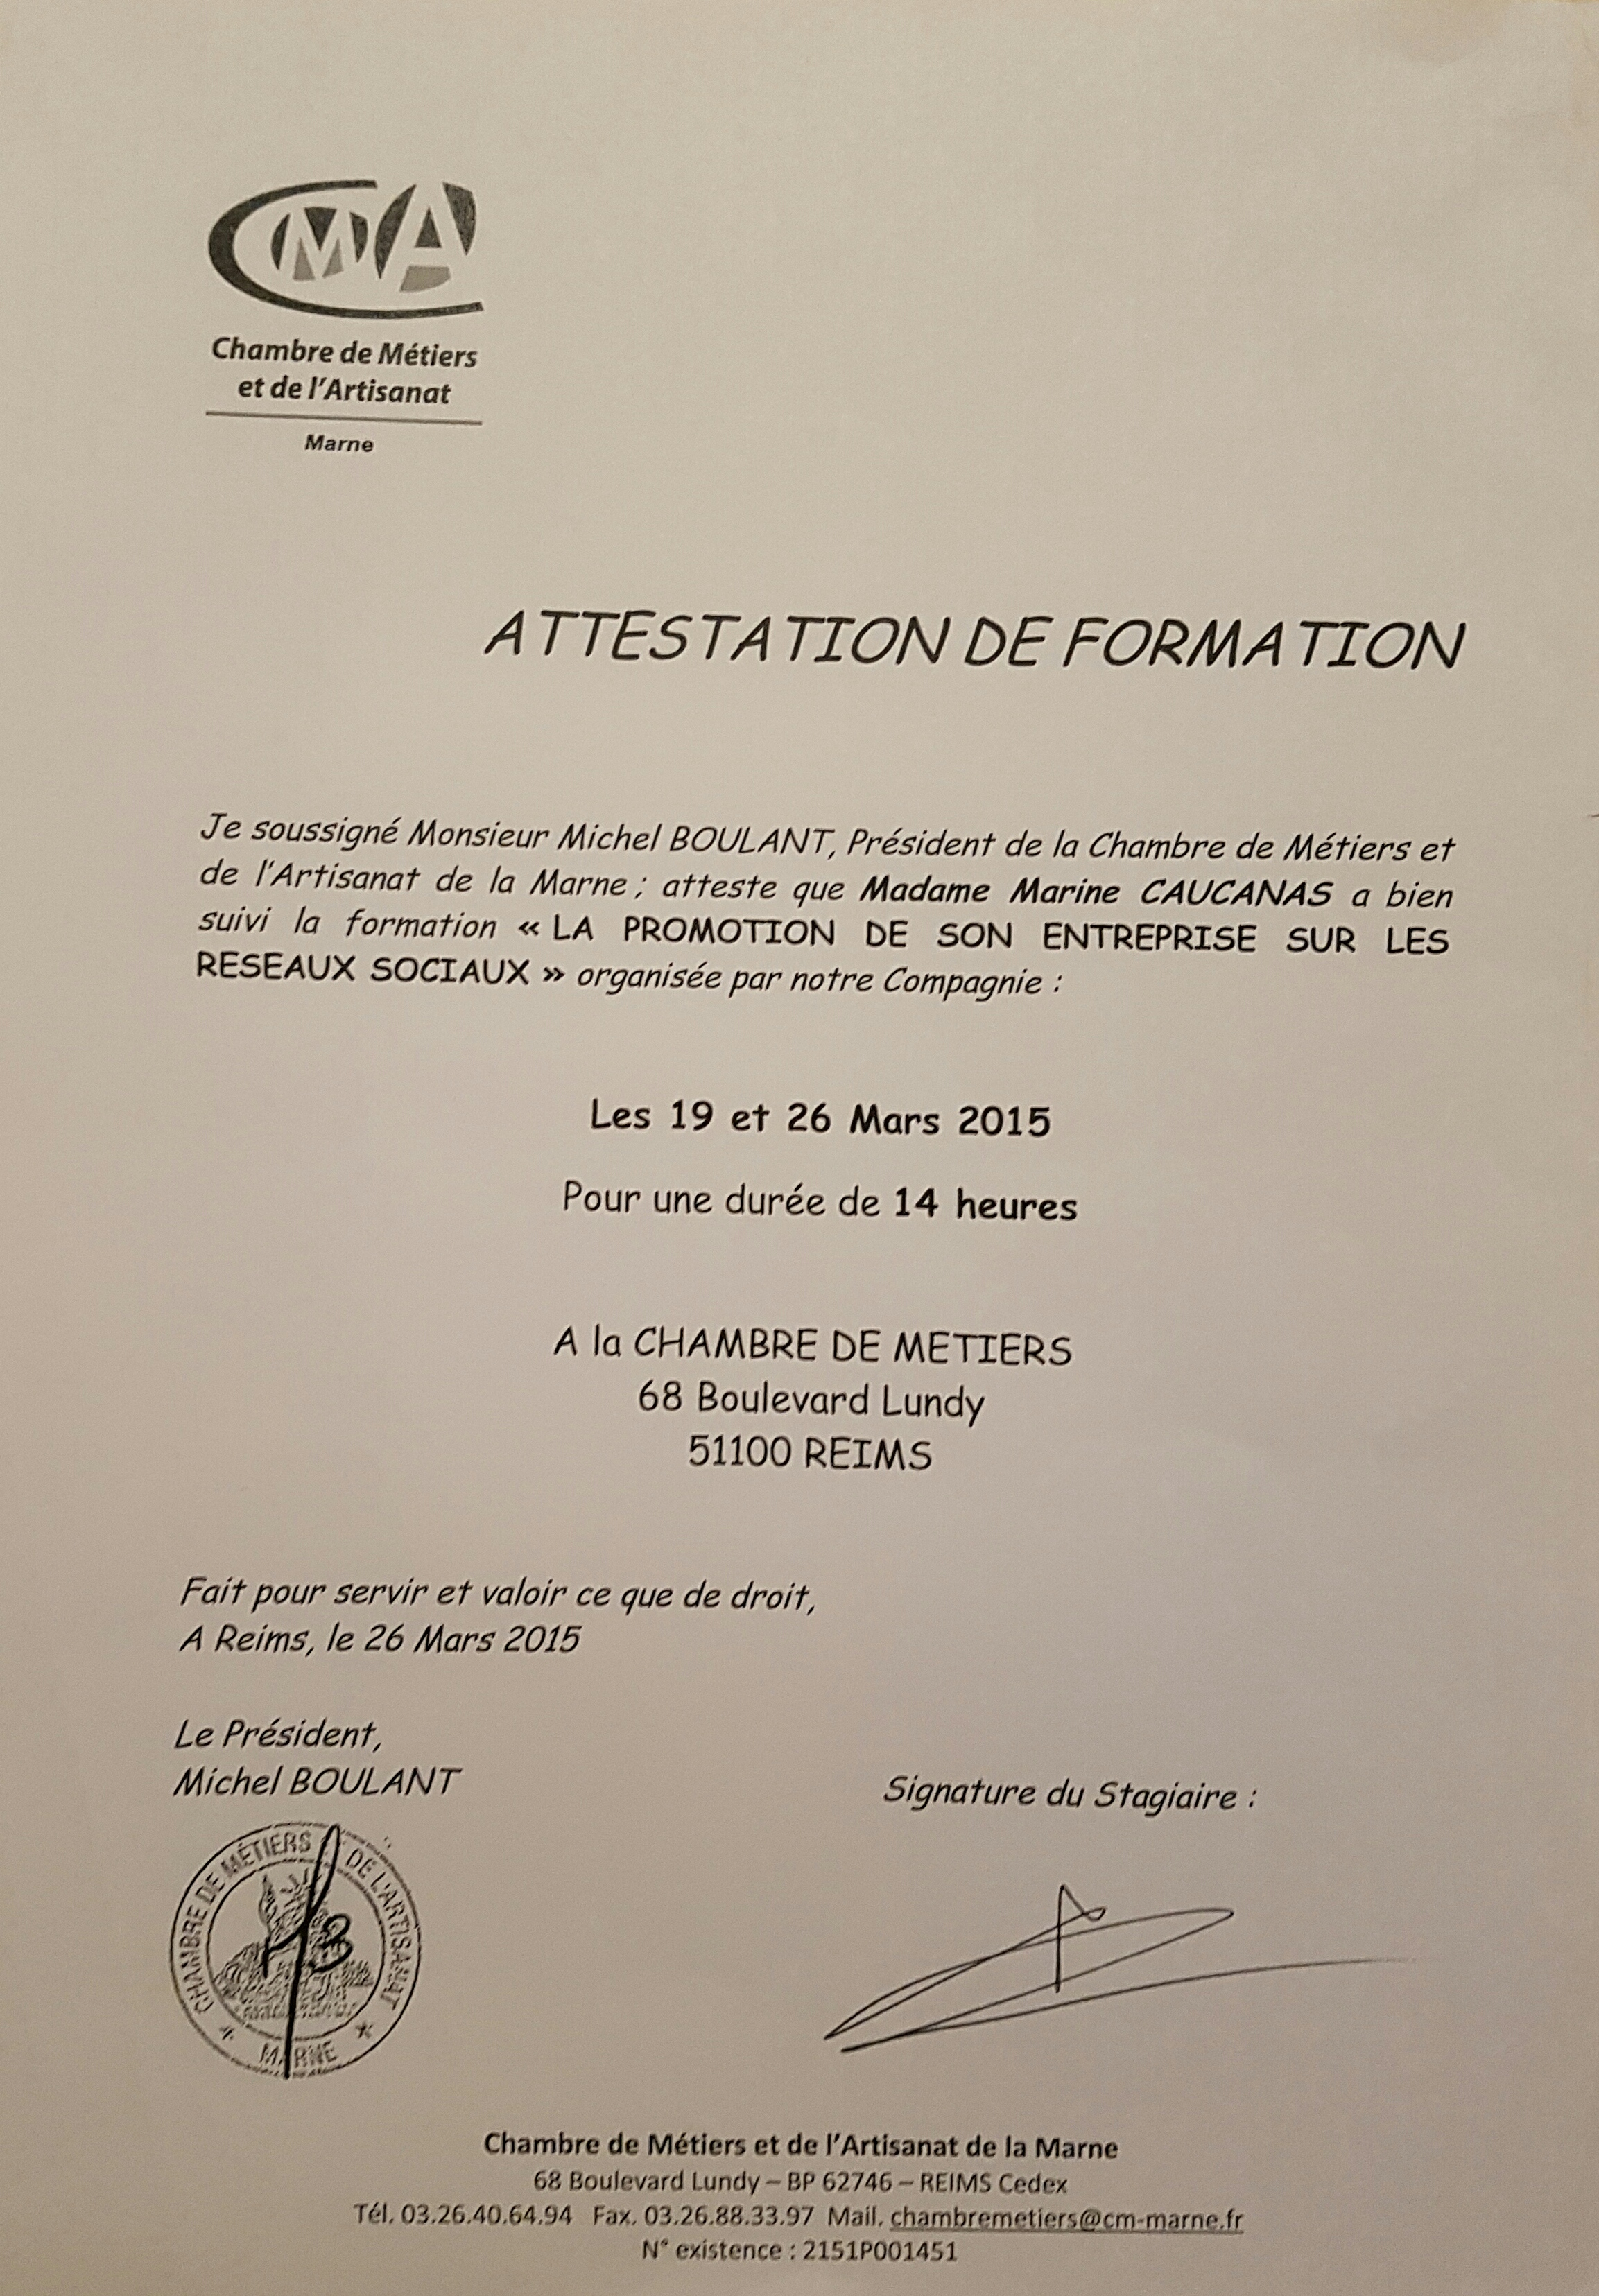 CMA
Chambre de Métiers
et de l'Artisanat
Marne
ATTESTATION DE FORMATION
Je soussigné Monsieur Michel BOULANT, Président de la Chambre de Métiers et
de l'Artisanat de la Marne ; atteste que Madame Marine CAUCANAS a bien
suivi la formation « LA PROMOTION DE SON ENTREPRISE SUR LES
RESEAUX SOCIAUX » organisée par notre Compagnie :
Les 19 et 26 Mars 2015
Pour une durée de 14 heures
A la CHAMBRE DE METIERS
68 Boulevard Lundy
51100 REIMS
Fait pour servir et valoir ce que de droit,
A Reims, le 26 Mars 2015
Le Président,
Michel BOULANT
Signature du Stagiaire :
CHAMBRE DE MÉTIERS DE L'ARTISANAT
* MARNE *
Chambre de Métiers et de l'Artisanat de la Marne
68 Boulevard Lundy – BP 62746 – REIMS Cedex
Tél. 03.26.40.64.94 Fax. 03.26.88.33.97 Mail. chambremetiers@cm-marne.fr
N° existence : 2151P001451